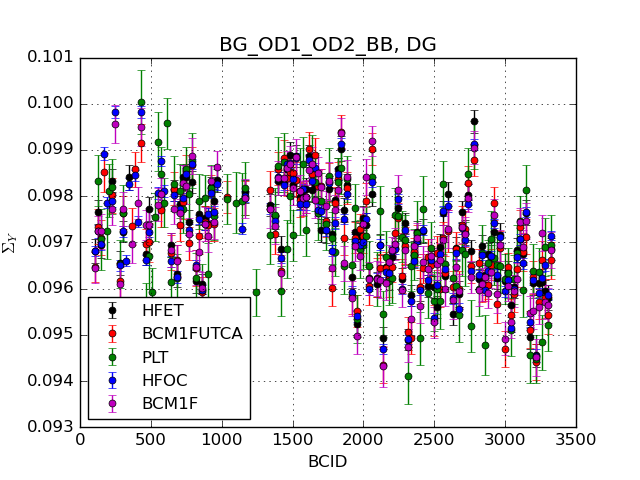 BG_OD1_OD2_BB, DG
0.101
0.100
0.099
0.098
0.097
0.096
0.095
0.094
0.093
Σ_Y
HFET
BCM1FUTCA
PLT
HFOC
BCM1F
0 500 1000 1500 2000 2500 3000 3500
BCID